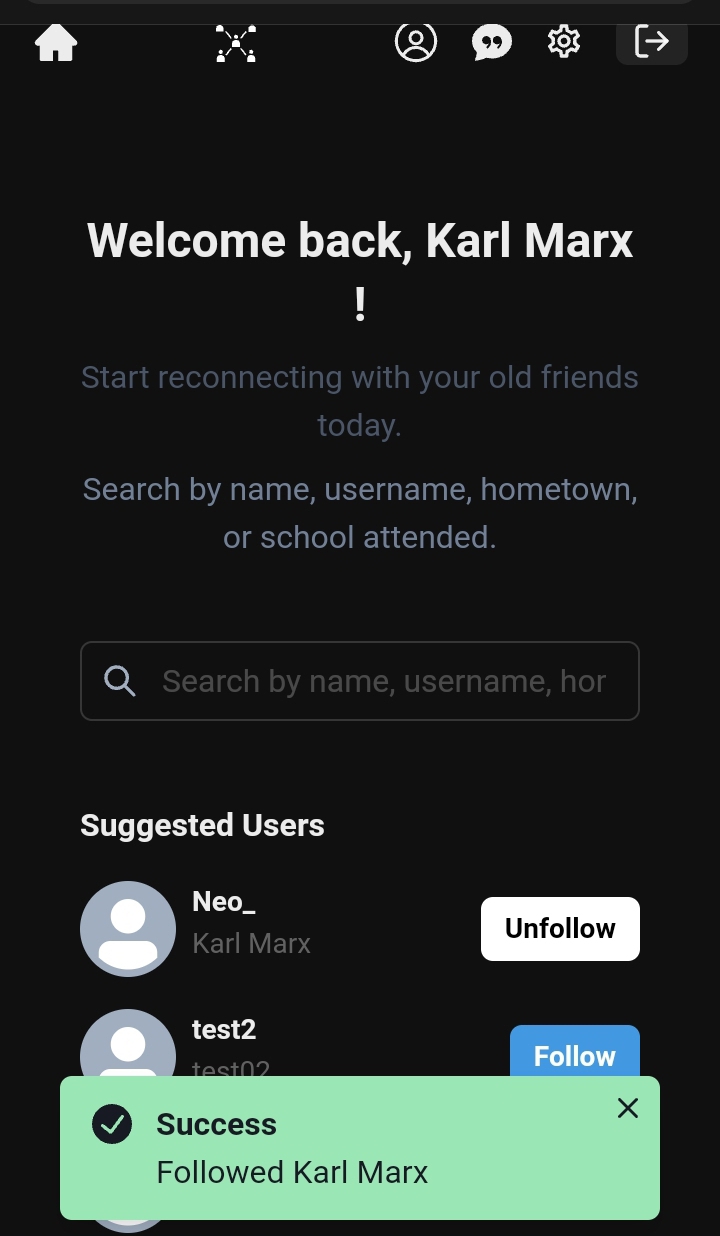 Welcome back, Karl Marx
!
Start reconnecting with your old friends
today.
Search by name, username, hometown,
or school attended.
Search by name, username, hor
Suggested Users
Neo_
Karl Marx
Unfollow
test2
test02
Follow
Success
Followed Karl Marx